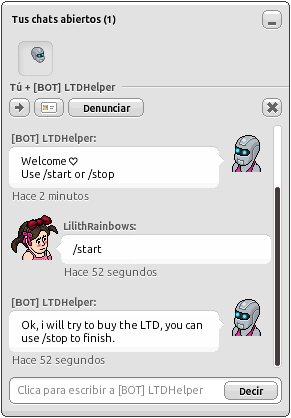 Tus chats abiertos (1)
Tú + [BOT] LTDHelper
Denunciar
[BOT] LTDHelper:
Welcome♡
Use /start or /stop
Hace 2 minutos
LilithRainbows:
/start
Hace 52 segundos
[BOT] LTDHelper:
Ok, i will try to buy the LTD, you can
use /stop to finish.
Hace 52 segundos
Clica para escribir a [BOT] LTDHelper
Decir